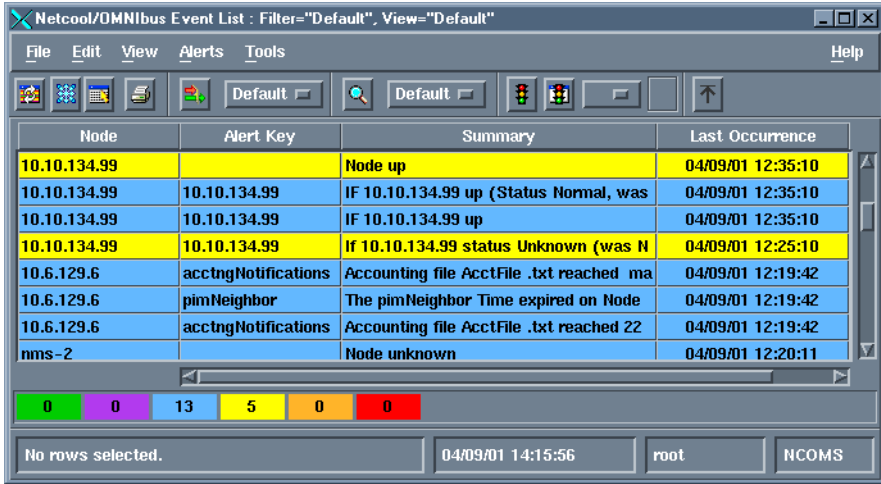 Netcool/OMNIbus Event List : Filter="Default", View="Default"
File Edit View Alerts Tools Help
Default Default
Node Alert Key Summary Last Occurrence
10.10.134.99 Node up 04/09/01 12:35:10
10.10.134.99 10.10.134.99 IF 10.10.134.99 up (Status Normal, was 04/09/01 12:35:10
10.10.134.99 10.10.134.99 IF 10.10.134.99 up 04/09/01 12:35:10
10.10.134.99 10.10.134.99 If 10.10.134.99 status Unknown (was N 04/09/01 12:25:10
10.6.129.6 acctngNotifications Accounting file AcctFile .txt reached ma 04/09/01 12:19:42
10.6.129.6 pimNeighbor The pimNeighbor Time expired on Node 04/09/01 12:19:42
10.6.129.6 acctngNotifications Accounting file AcctFile .txt reached 22 04/09/01 12:19:42
nms-2 Node unknown 04/09/01 12:20:11
0 0 13 5 0 0
No rows selected. 04/09/01 14:15:56 root NCOMS